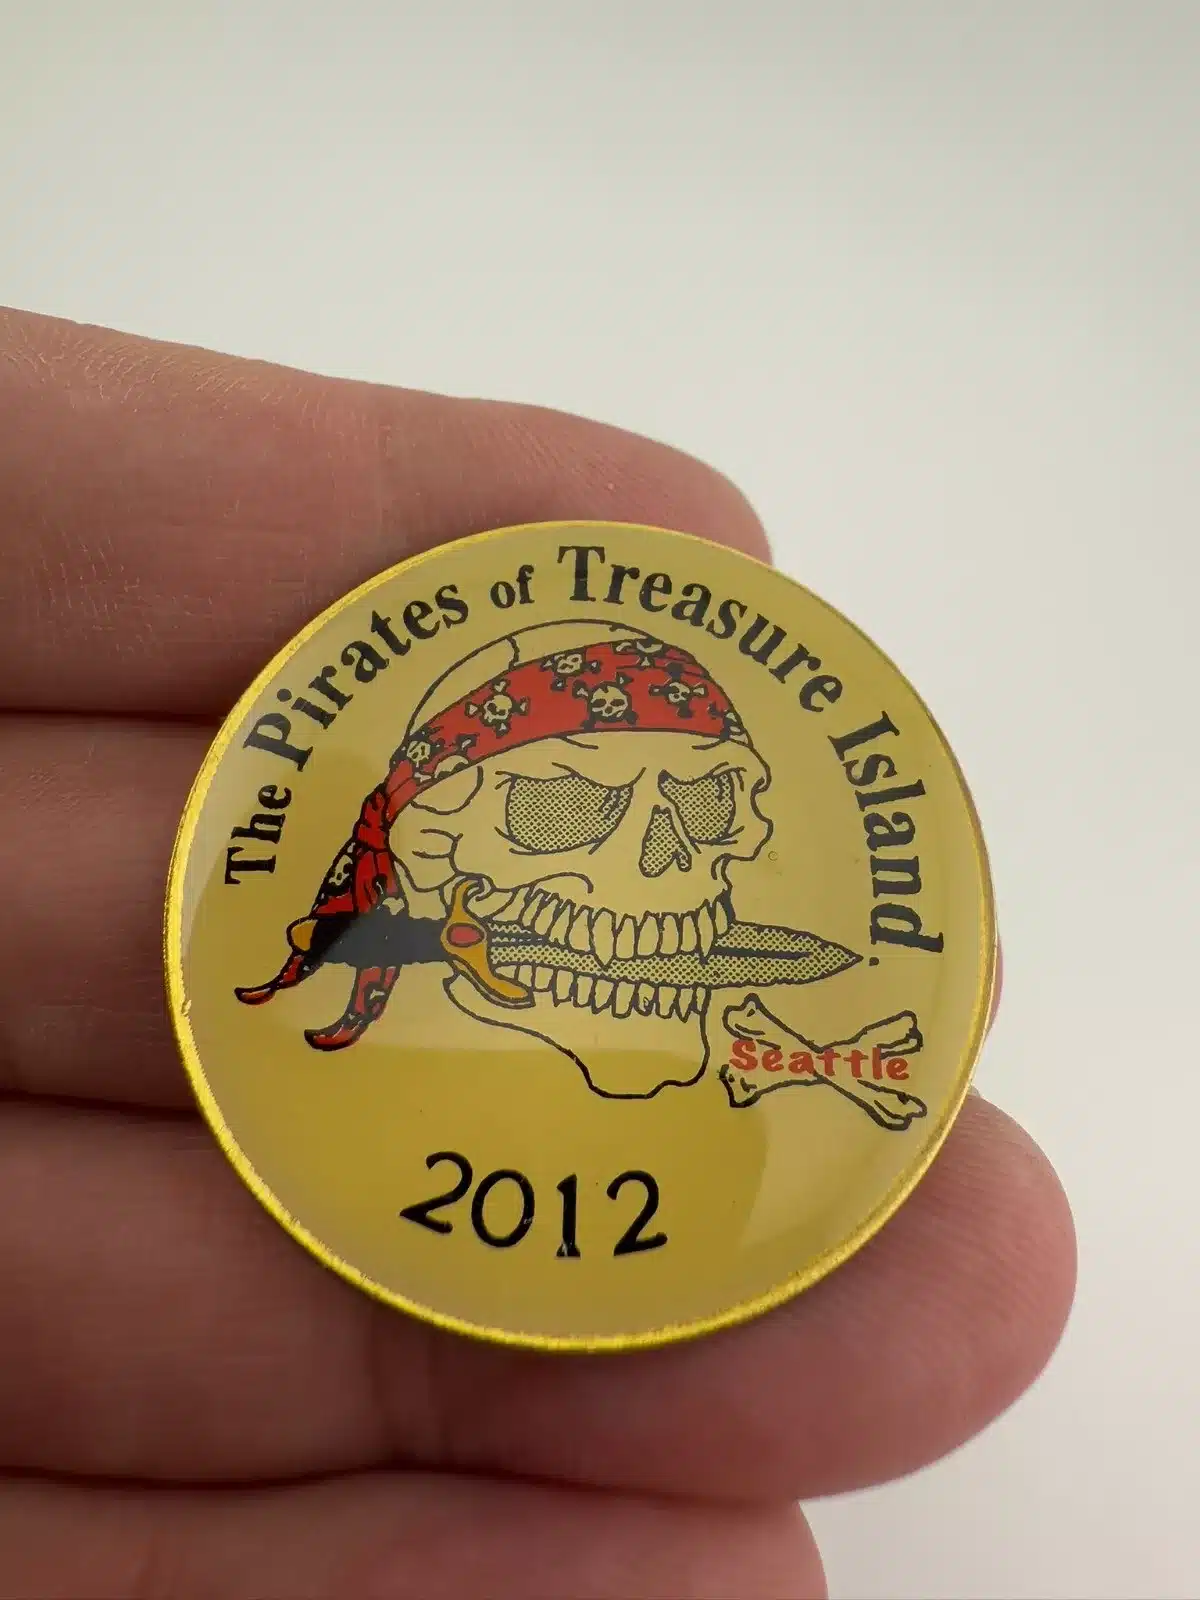 The Pirates of Treasure Island.
Seattle
2012